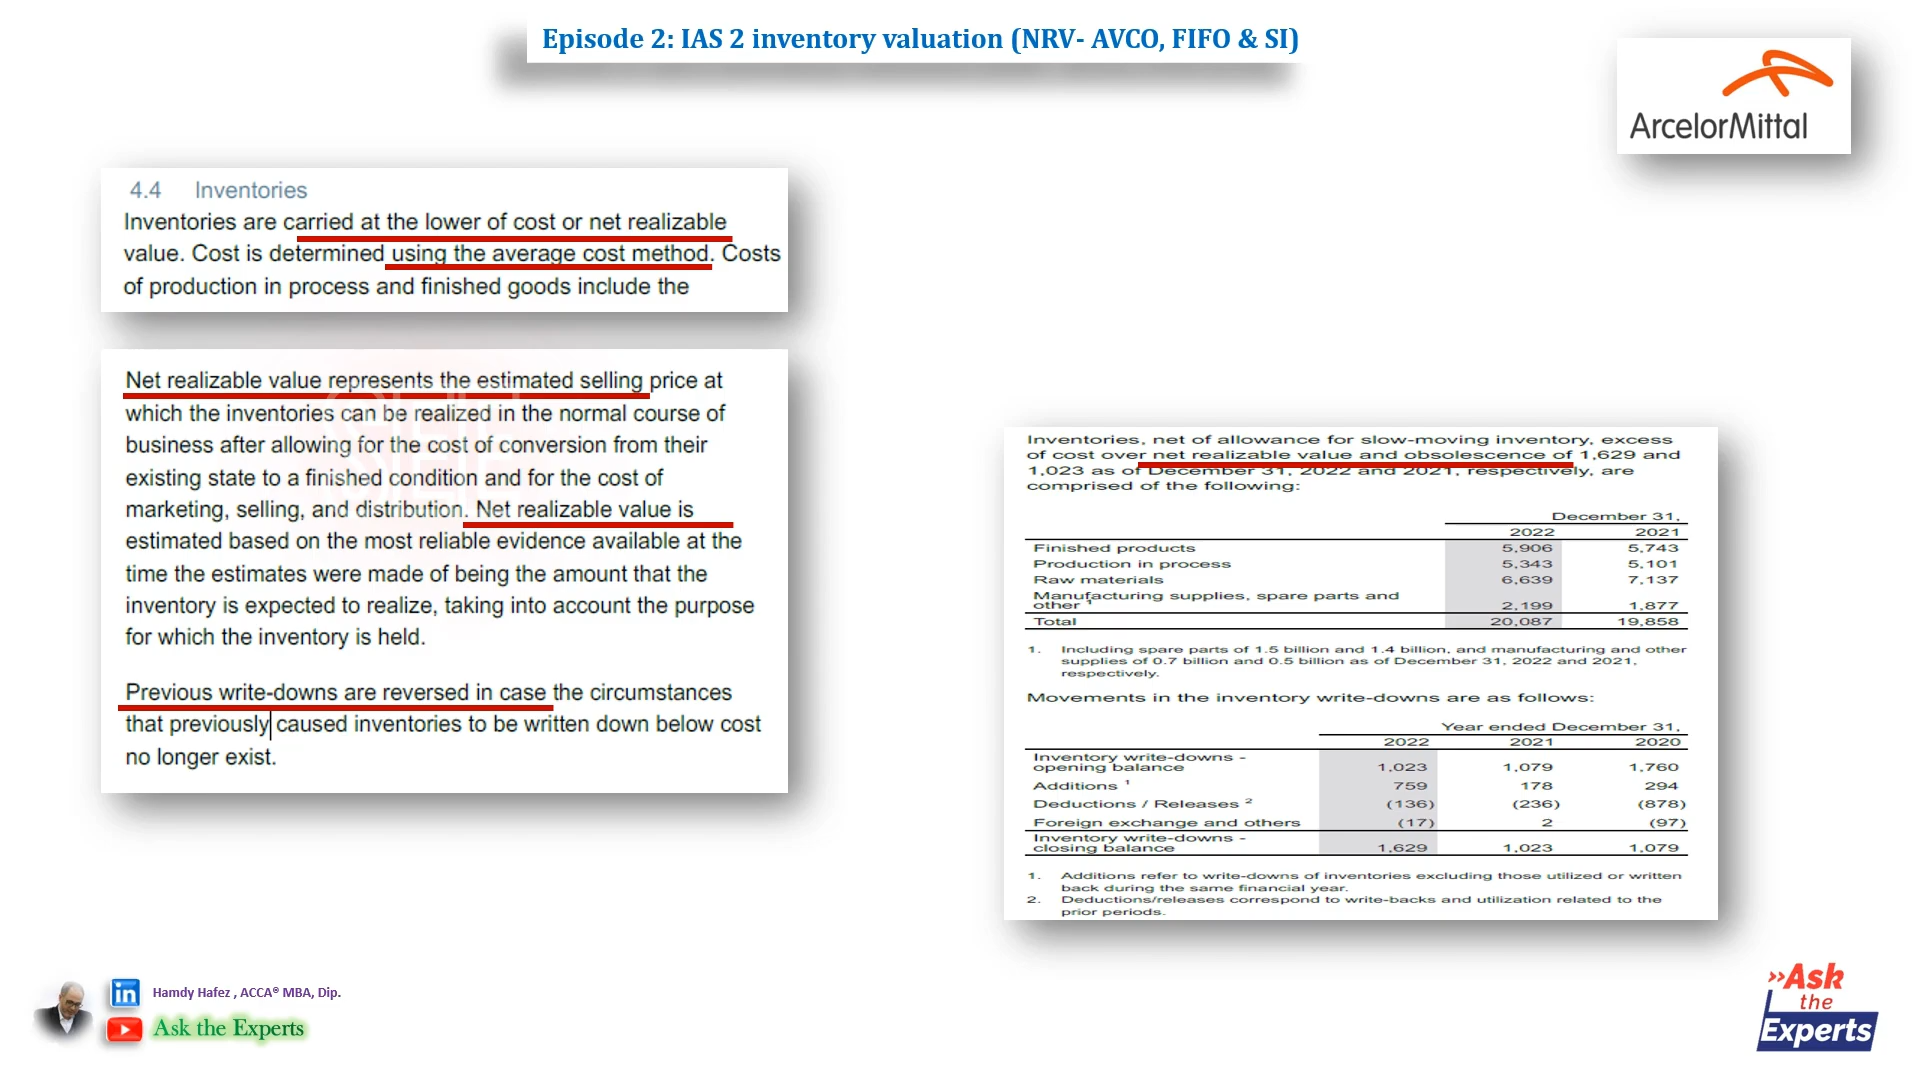 Episode 2: IAS 2 inventory valuation (NRV- AVCO, FIFO & SI)
ArcelorMittal
4.4 Inventories
Inventories are carried at the lower of cost or net realizable
value. Cost is determined using the average cost method. Costs
of production in process and finished goods include the
Net realizable value represents the estimated selling price at
which the inventories can be realized in the normal course of
business after allowing for the cost of conversion from their
existing state to a finished condition and for the cost of
marketing, selling, and distribution. Net realizable value is
estimated based on the most reliable evidence available at the
time the estimates were made of being the amount that the
inventory is expected to realize, taking into account the purpose
for which the inventory is held.
Previous write-downs are reversed in case the circumstances
that previously caused inventories to be written down below cost
no longer exist.
Inventories, net of allowance for slow-moving inventory, excess
of cost over net realizable value and obsolescence of 1,629 and
1,023 as of December 31, 2022 and 2021, respectively, are
comprised of the following:
December 31,
2022 2021
Finished products 5,906 5,743
Production in process 5,343 5,101
Raw materials 6,639 7,137
Manufacturing supplies, spare parts and
other 1 2,199 1,877
Total 20,087 19,858
1. Including spare parts of 1.5 billion and 1.4 billion, and manufacturing and other
supplies of 0.7 billion and 0.5 billion as of December 31, 2022 and 2021,
respectively.
Movements in the inventory write-downs are as follows:
Year ended December 31,
2022 2021 2020
Inventory write-downs -
opening balance 1,023 1,079 1,760
Additions 1 759 178 294
Deductions / Releases 2 (136) (236) (878)
Foreign exchange and others (17) 2 (97)
Inventory write-downs -
closing balance 1,629 1,023 1,079
1. Additions refer to write-downs of inventories excluding those utilized or written
back during the same financial year.
2. Deductions/releases correspond to write-backs and utilization related to the
prior periods.
in Hamdy Hafez , ACCA® MBA, Dip.
Ask the Experts
»Ask
the
Experts